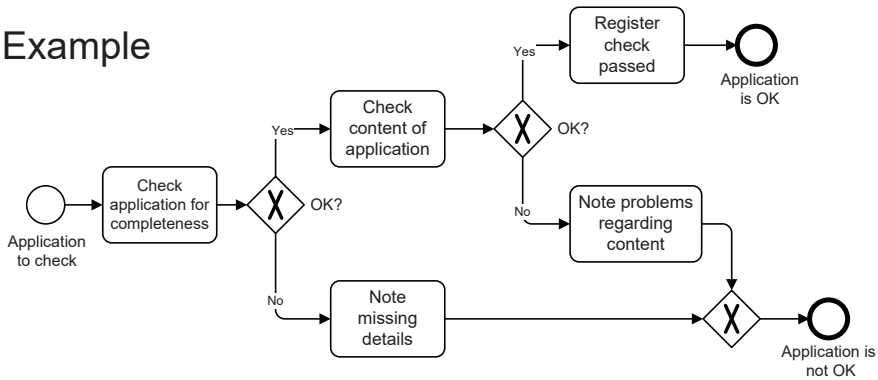 Example
Application
to check
Check
application for
completeness
OK?
Yes
Check
content of
application
OK?
Yes
Register
check
passed
Application
is OK
No
Note problems
regarding
content
No
Note
missing
details
Application is
not OK